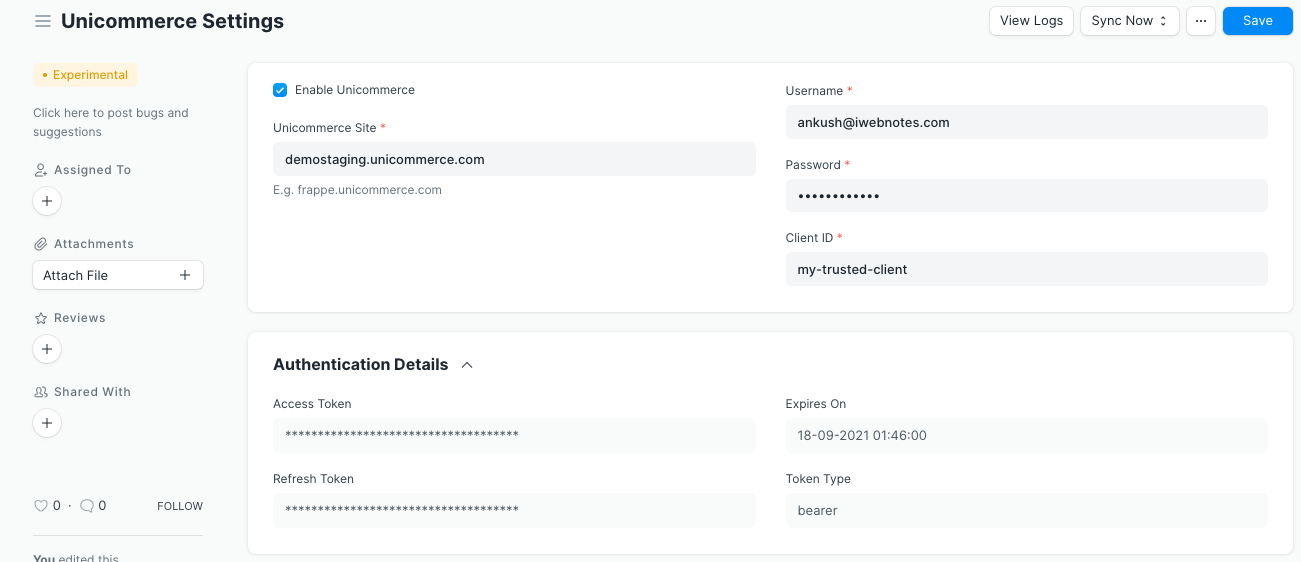 Unicommerce Settings
View Logs
Sync Now
...
Save
Experimental
Click here to post bugs and
suggestions
Assigned To
+
Attachments
Attach File +
Reviews
+
Shared With
+
0 · 0 FOLLOW
You edited this
Enable Unicommerce
Unicommerce Site *
demostaging.unicommerce.com
E.g. frappe.unicommerce.com
Username *
ankush@iwebnotes.com
Password *
••••••••••••
Client ID *
my-trusted-client
Authentication Details
Access Token
************************************
Expires On
18-09-2021 01:46:00
Refresh Token
************************************
Token Type
bearer